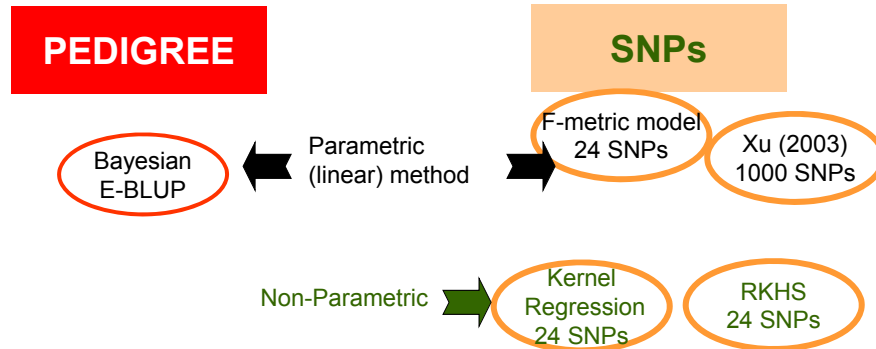 PEDIGREE
SNPs
Bayesian
E-BLUP
Parametric
(linear) method
F-metric model
24 SNPs
Xu (2003)
1000 SNPs
Non-Parametric
Kernel
Regression
24 SNPs
RKHS
24 SNPs